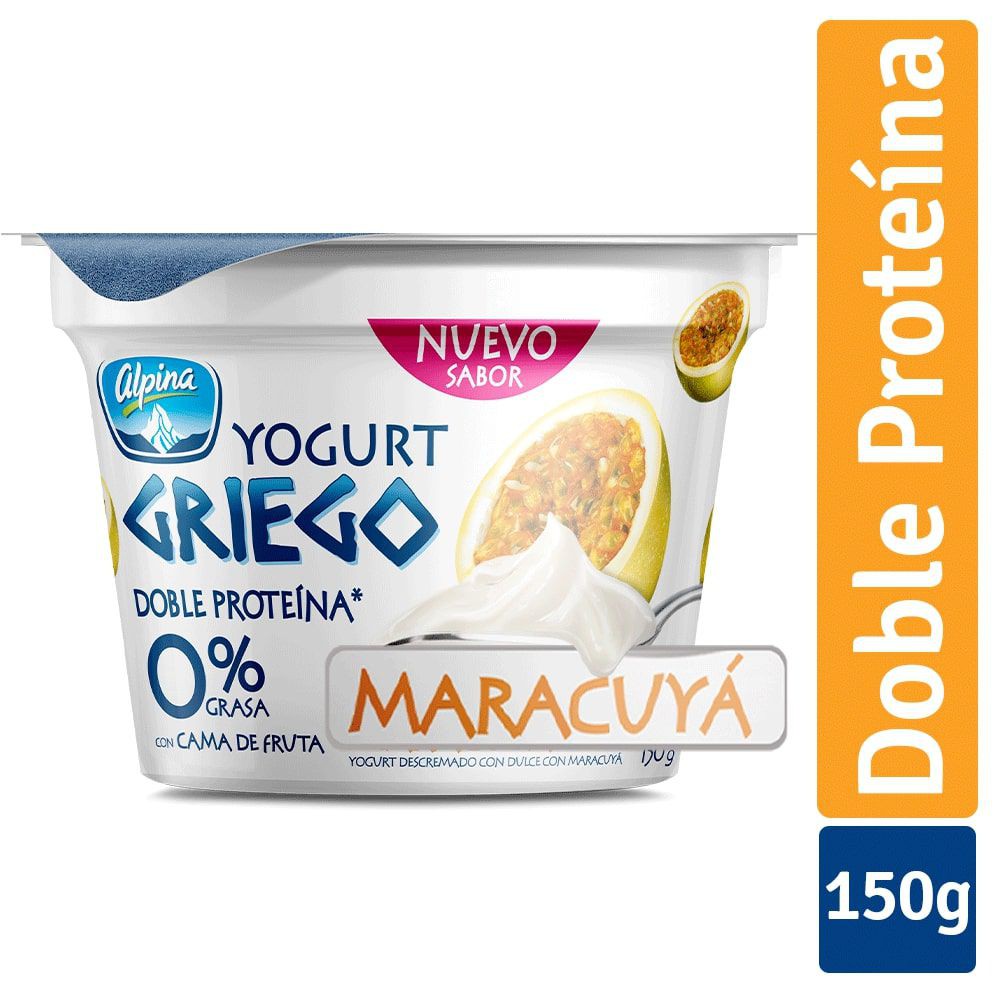 NUEVO
SABOR
alpina
YOGURT
GRIEGO
DOBLE PROTEÍNA*
0%
GRASA
CON CAMA DE FRUTA
MARACUYÁ
YOGURT DESCREMADO CON DULCE CON MARACUYÁ
150g
Doble Proteína
150g